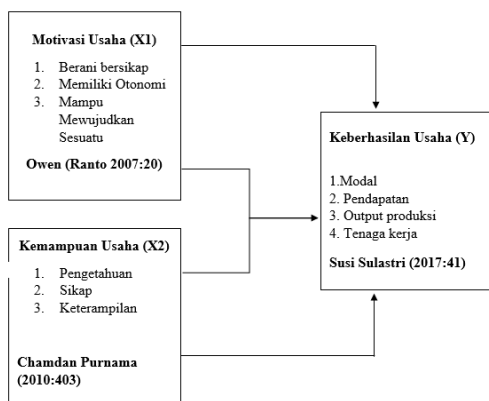 Motivasi Usaha (X1)
1. Berani bersikap
2. Memiliki Otonomi
3. Mampu
Mewujudkan
Sesuatu
Owen (Ranto 2007:20)
Kemampuan Usaha (X2)
1. Pengetahuan
2. Sikap
3. Keterampilan
Chamdan Purnama
(2010:403)
Keberhasilan Usaha (Y)
1.Modal
2. Pendapatan
3. Output produksi
4. Tenaga kerja
Susi Sulastri (2017:41)